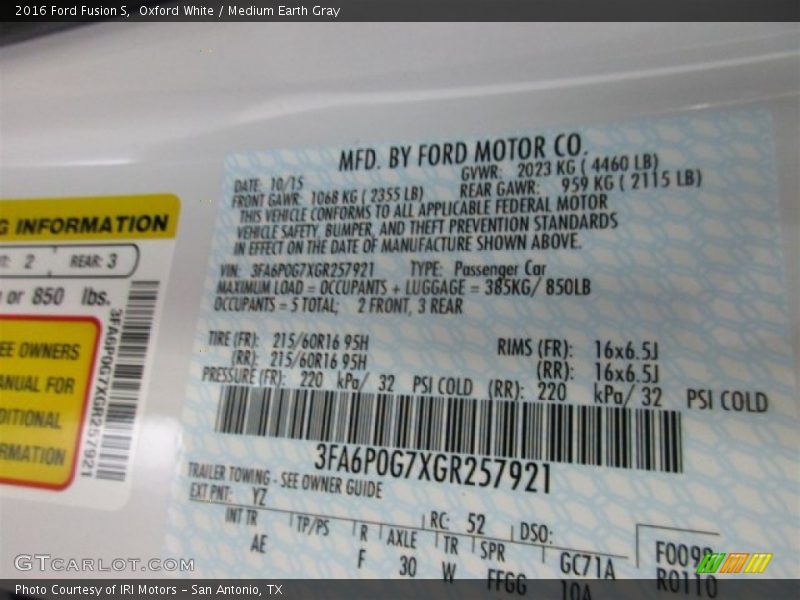 2016 Ford Fusion S,  Oxford White / Medium Earth Gray
MFD. BY FORD MOTOR CO.
DATE: 10/15
GVWR: 2023 KG ( 4460 LB)
FRONT GAWR: 1068 KG ( 2355 LB)
REAR GAWR: 959 KG ( 2115 LB)
THIS VEHICLE CONFORMS TO ALL APPLICABLE FEDERAL MOTOR
VEHICLE SAFETY, BUMPER, AND THEFT PREVENTION STANDARDS
IN EFFECT ON THE DATE OF MANUFACTURE SHOWN ABOVE.
VIN: 3FA6P0G7XGR257921 TYPE: Passenger Car
MAXIMUM LOAD = OCCUPANTS + LUGGAGE = 385KG/ 850LB
OCCUPANTS = 5 TOTAL; 2 FRONT, 3 REAR
TIRE (FR): 215/60R16 95H
RIMS (FR): 16x6.5J
(RR): 215/60R16 95H
(RR): 16x6.5J
PRESSURE (FR): 220 kPa/ 32 PSI COLD (RR): 220 kPa/ 32 PSI COLD
3FA6P0G7XGR257921
TRAILER TOWING - SEE OWNER GUIDE
EXT PNT: YZ
RC: 52 DSO:
INT TR TP/PS R AXLE TR SPR
GC71A
AE F 30 W FFGG
10A
R0110
INFORMATION
2 REAR: 3
or 850 lbs.
OWNERS
FOR
3FA6P0G7XGR257921
GTCARLOT.COM
Photo Courtesy of IRI Motors – San Antonio, TX